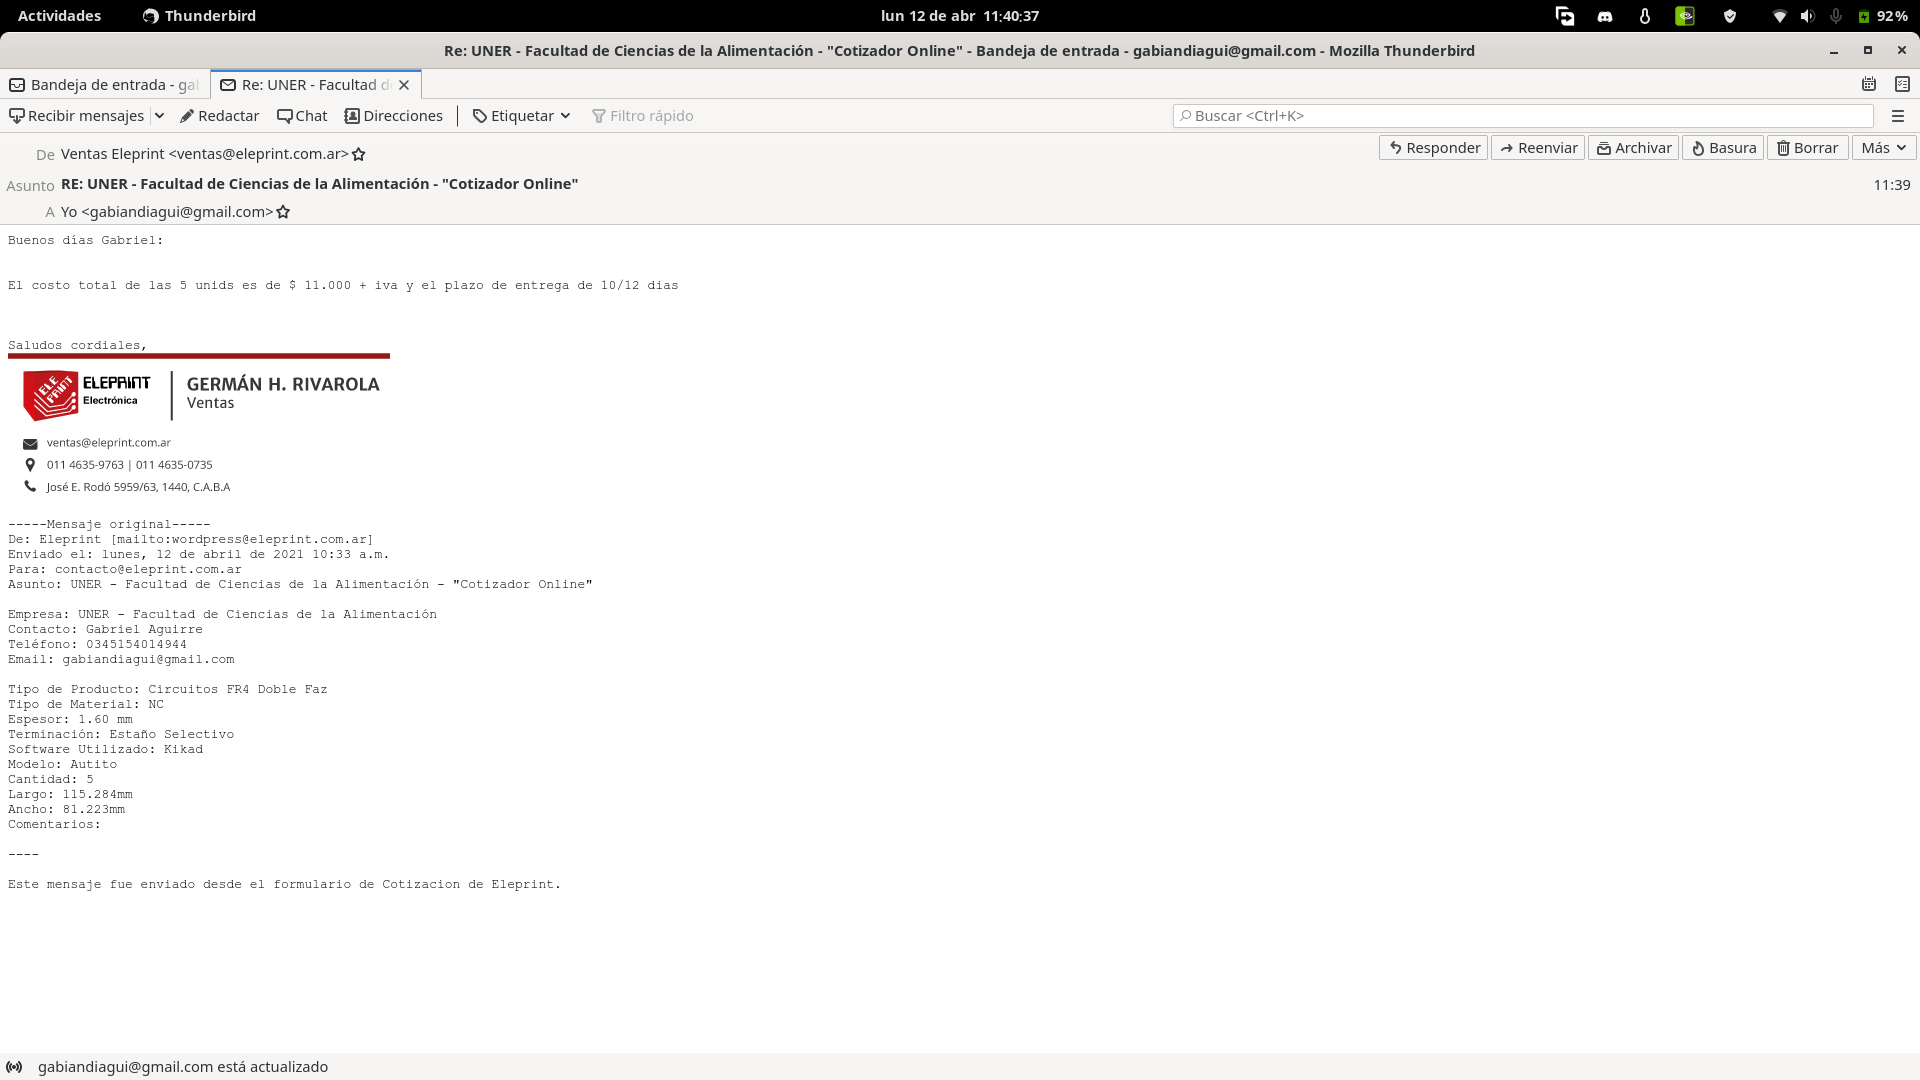 Actividades Thunderbird lun 12 de abr 11:40:37 92 %
Re: UNER - Facultad de Ciencias de la Alimentación - "Cotizador Online" - Bandeja de entrada - gabiandiagui@gmail.com - Mozilla Thunderbird
Bandeja de entrada - gab Re: UNER - Facultad d
Recibir mensajes Redactar Chat Direcciones Etiquetar Filtro rápido Buscar <Ctrl+K>
De Ventas Eleprint <ventas@eleprint.com.ar> Responder Reenviar Archivar Basura Borrar Más
Asunto RE: UNER - Facultad de Ciencias de la Alimentación - "Cotizador Online" 11:39
A Yo <gabiandiagui@gmail.com>
Buenos días Gabriel:
El costo total de las 5 unids es de $ 11.000 + iva y el plazo de entrega de 10/12 dias
Saludos cordiales,
ELE PRINT
ELEPRINT
Electrónica
GERMÁN H. RIVAROLA
Ventas
ventas@eleprint.com.ar
011 4635-9763 | 011 4635-0735
José E. Rodó 5959/63, 1440, C.A.B.A
-----Mensaje original-----
De: Eleprint [mailto:wordpress@eleprint.com.ar]
Enviado el: lunes, 12 de abril de 2021 10:33 a.m.
Para: contacto@eleprint.com.ar
Asunto: UNER - Facultad de Ciencias de la Alimentación - "Cotizador Online"
Empresa: UNER - Facultad de Ciencias de la Alimentación
Contacto: Gabriel Aguirre
Teléfono: 0345154014944
Email: gabiandiagui@gmail.com
Tipo de Producto: Circuitos FR4 Doble Faz
Tipo de Material: NC
Espesor: 1.60 mm
Terminación: Estaño Selectivo
Software Utilizado: Kikad
Modelo: Autito
Cantidad: 5
Largo: 115.284mm
Ancho: 81.223mm
Comentarios:
----
Este mensaje fue enviado desde el formulario de Cotizacion de Eleprint.
gabiandiagui@gmail.com está actualizado